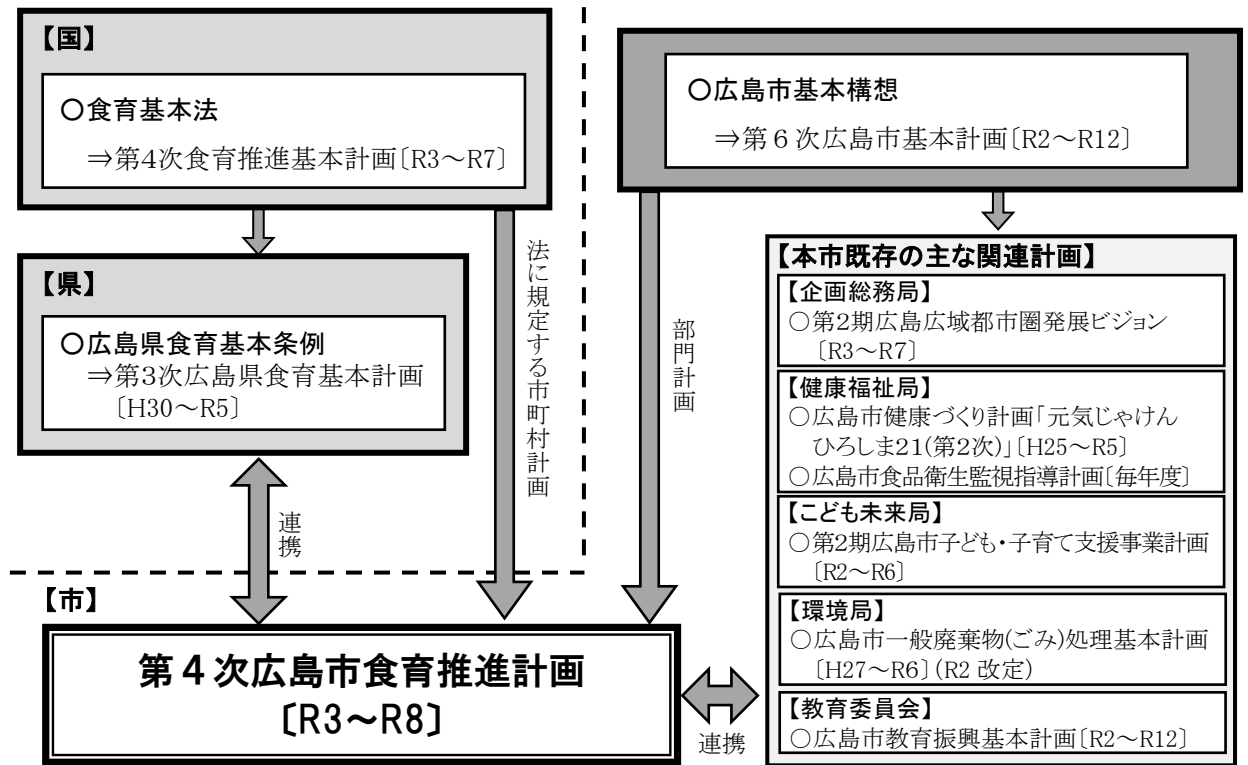 【国】
○食育基本法
⇒第4次食育推進基本計画〔R3～R7〕
【県】
○広島県食育基本条例
⇒第3次広島県食育基本計画
〔H30～R5〕
連携
法に規定する市町村計画
○広島市基本構想
⇒第６次広島市基本計画〔R2～R12〕
部門計画
【本市既存の主な関連計画】
【企画総務局】
○第2期広島広域都市圏発展ビジョン
〔R3～R7〕
【健康福祉局】
○広島市健康づくり計画「元気じゃけん
ひろしま21(第2次)」〔H25～R5〕
○広島市食品衛生監視指導計画〔毎年度〕
【こども未来局】
○第2期広島市子ども・子育て支援事業計画
〔R2～R6〕
【環境局】
○広島市一般廃棄物(ごみ)処理基本計画
〔H27～R6〕(R2 改定)
【教育委員会】
○広島市教育振興基本計画〔R2～R12〕
【市】
第４次広島市食育推進計画
〔R3～R8〕
連携